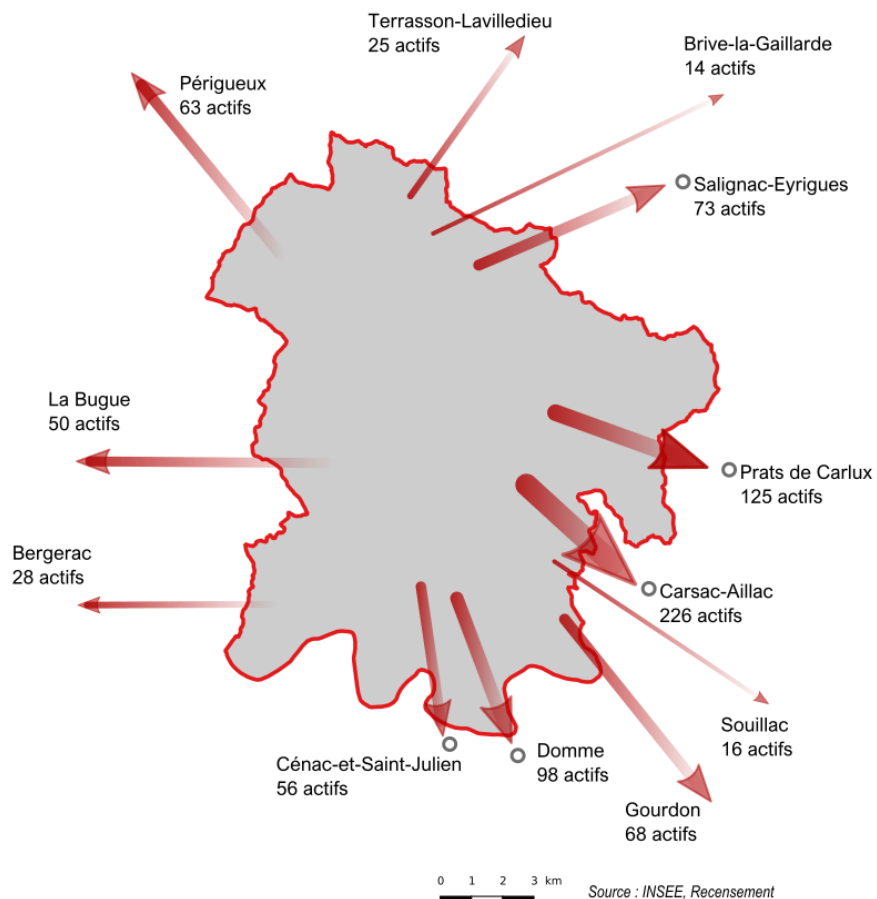 Terrasson-Lavilledieu
25 actifs
Brive-la-Gaillarde
14 actifs
Périgueux
63 actifs
Salignac-Eyrigues
73 actifs
La Bugue
50 actifs
Prats de Carlux
125 actifs
Bergerac
28 actifs
Carsac-Aillac
226 actifs
Souillac
16 actifs
Cénac-et-Saint-Julien
56 actifs
Domme
98 actifs
Gourdon
68 actifs
0 1 2 3 km
Source : INSEE, Recensement